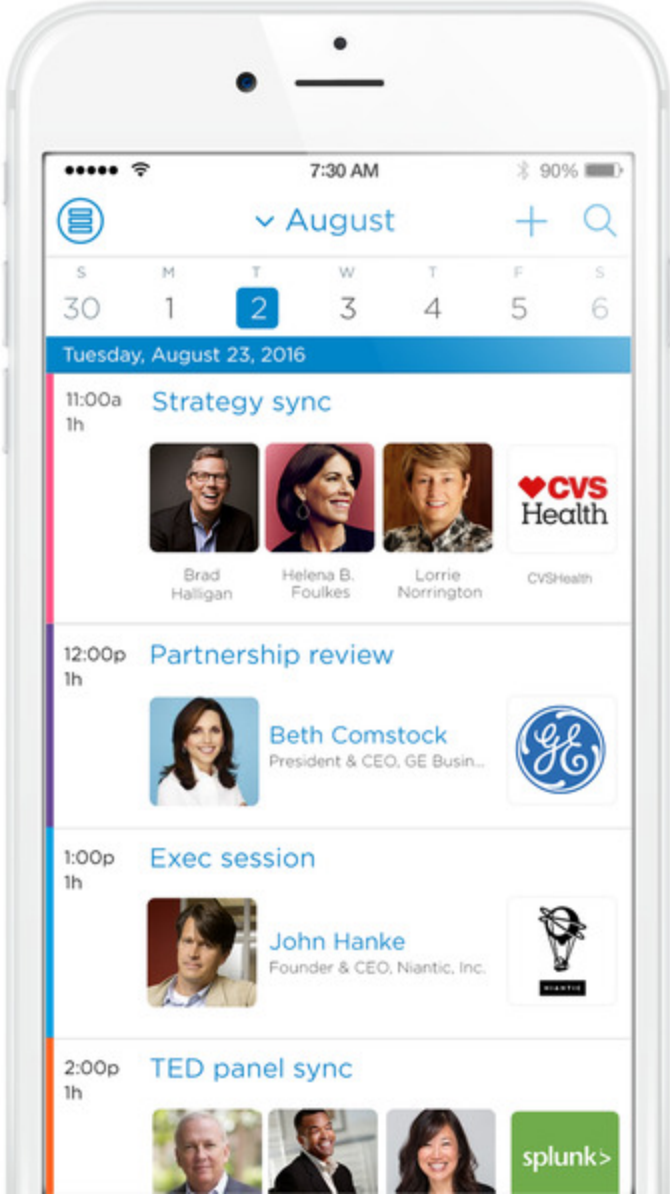 7:30 AM
90%
August
S M T W T F S
30 1 2 3 4 5 6
Tuesday, August 23, 2016
11:00a
1h
Strategy sync
CVS
Health
Brad
Halligan
Helena B.
Foulkes
Lorrie
Norrington
CVSHealth
12:00p
1h
Partnership review
Beth Comstock
President & CEO, GE Busin...
GE
1:00p
1h
Exec session
John Hanke
Founder & CEO, Niantic, Inc.
NIANTIC
2:00p
1h
TED panel sync
splunk>